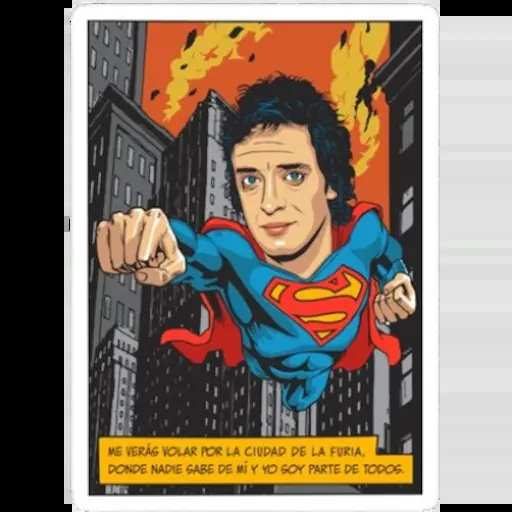 S
ME VERÁS VOLAR POR LA CIUDAD DE LA FURIA,
DONDE NADIE SABE DE MÍ Y YO SOY PARTE DE TODOS.